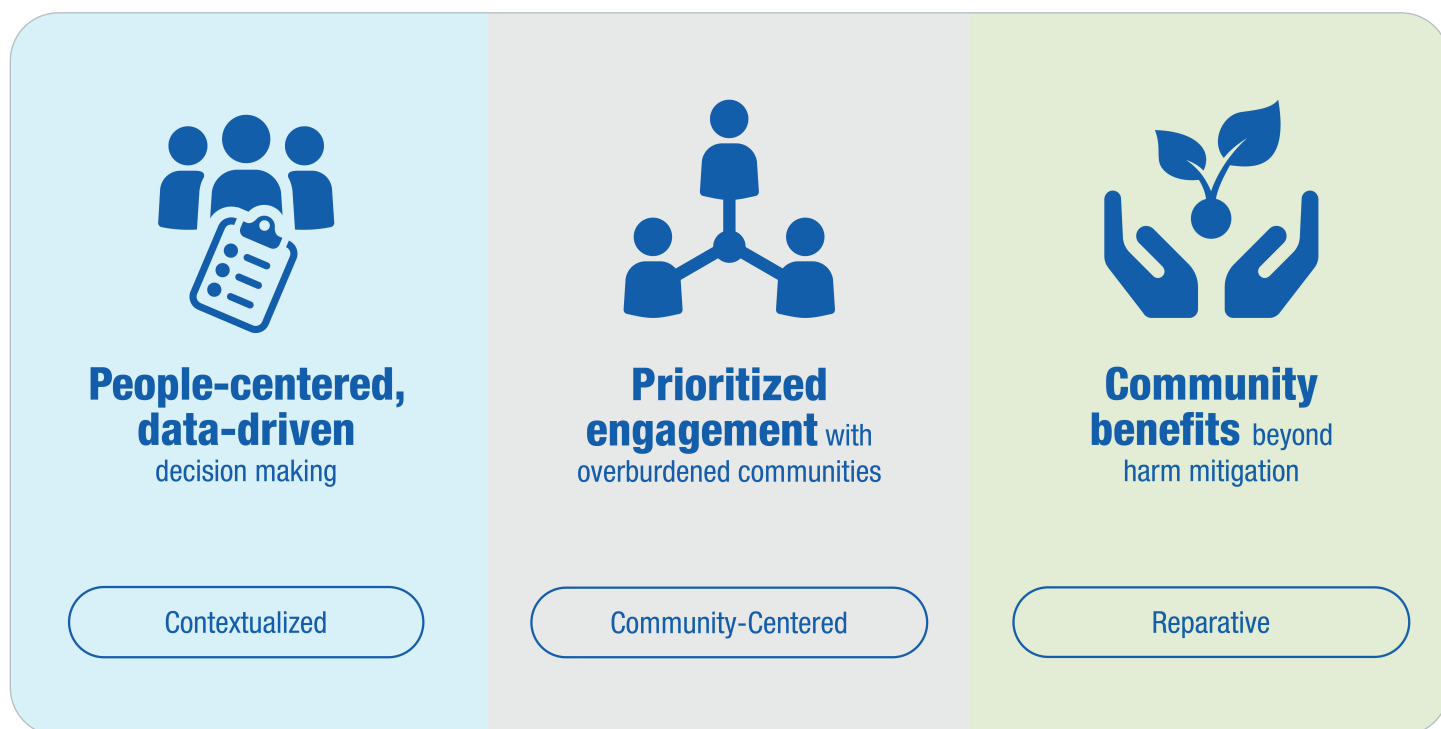 People-centered,
data-driven
decision making
Contextualized
Prioritized
engagement with
overburdened communities
Community-Centered
Community
benefits beyond
harm mitigation
Reparative